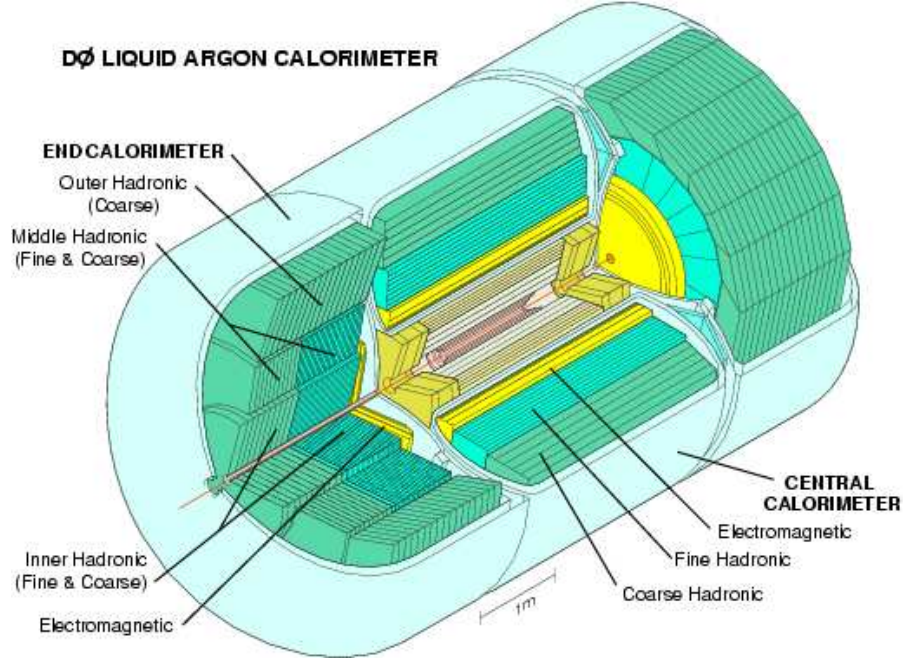 DØ LIQUID ARGON CALORIMETER
END CALORIMETER
Outer Hadronic
(Coarse)
Middle Hadronic
(Fine & Coarse)
Inner Hadronic
(Fine & Coarse)
Electromagnetic
1m
CENTRAL
CALORIMETER
Electromagnetic
Fine Hadronic
Coarse Hadronic